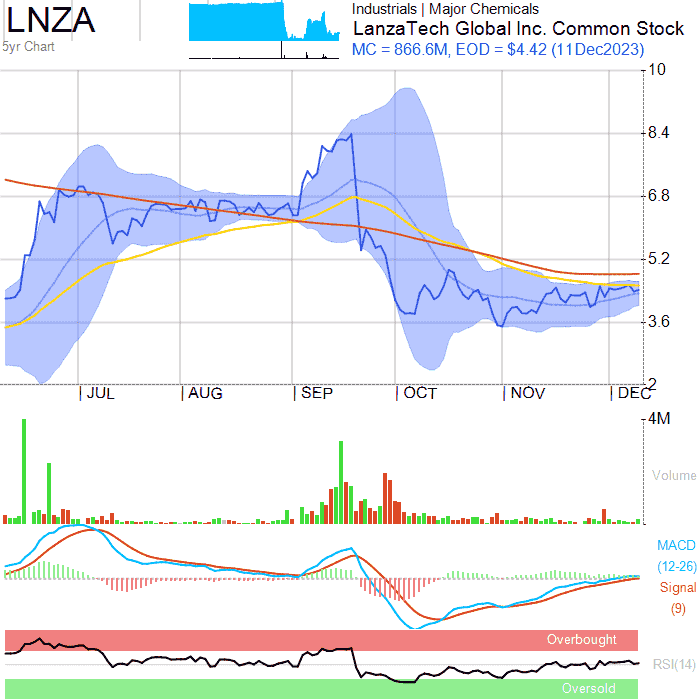 LNZA
5yr Chart
Industrials | Major Chemicals
LanzaTech Global Inc. Common Stock
MC = 866.6M, EOD = $4.42 (11Dec2023)
10
8.4
6.8
5.2
3.6
2
JUL AUG SEP OCT NOV DEC
4M
Volume
MACD
(12-26)
Signal
(9)
Overbought
RSI(14)
Oversold